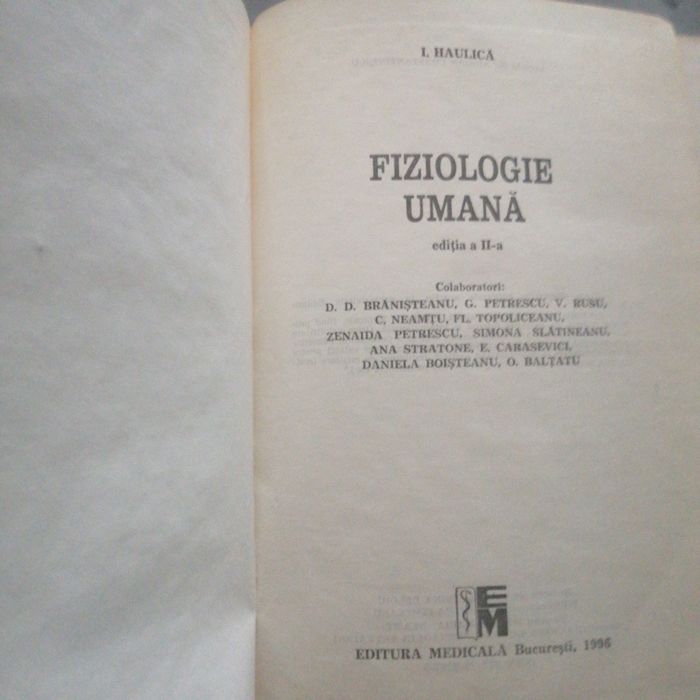 I. HAULICĂ
FIZIOLOGIE
UMANĂ
ediția a II-a
Colaboratori:
D. D. BRĂNIȘTEANU, G. PETRESCU, V. RUSU,
C. NEAMȚU, FL. TOPOLICEANU,
ZENAIDA PETRESCU, SIMONA SLĂTINEANU,
ANA STRATONE, E. CARASEVICI,
DANIELA BOIȘTEANU, O. BALȚATU
EM
EDITURA MEDICALĂ București, 1996